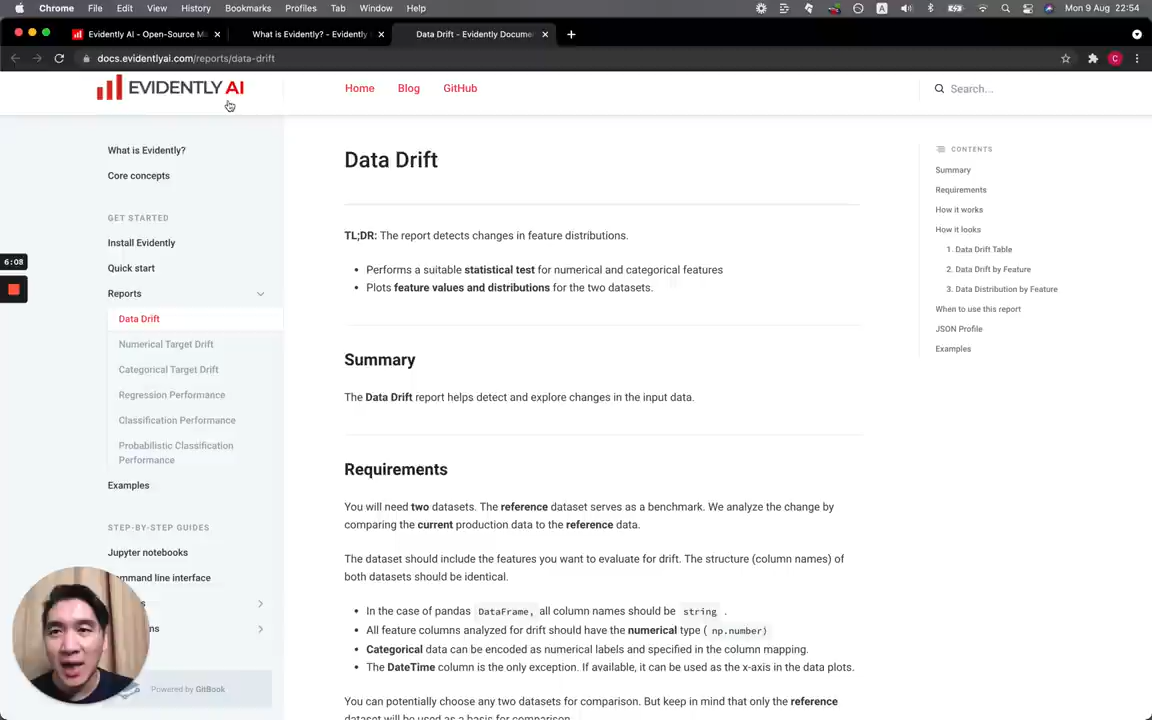 Chrome File Edit View History Bookmarks Profiles Tab Window Help
A
Mon 9 Aug 22:54
Evidently AI - Open-Source Ma
What is Evidently? - Evidently
Data Drift - Evidently Docume
docs.evidentlyai.com/reports/data-drift
C
EVIDENTLY AI
Home Blog GitHub
Search...
What is Evidently?
Core concepts
GET STARTED
Install Evidently
Quick start
Reports
Data Drift
Numerical Target Drift
Categorical Target Drift
Regression Performance
Classification Performance
Probabilistic Classification
Performance
Examples
STEP-BY-STEP GUIDES
Jupyter notebooks
mmand line interface
Powered by GitBook
6:08
Data Drift
TL;DR: The report detects changes in feature distributions.
• Performs a suitable statistical test for numerical and categorical features
• Plots feature values and distributions for the two datasets.
Summary
The Data Drift report helps detect and explore changes in the input data.
Requirements
You will need two datasets. The reference dataset serves as a benchmark. We analyze the change by
comparing the current production data to the reference data.
The dataset should include the features you want to evaluate for drift. The structure (column names) of
both datasets should be identical.
• In the case of pandas DataFrame, all column names should be string .
• All feature columns analyzed for drift should have the numerical type ( np.number)
• Categorical data can be encoded as numerical labels and specified in the column mapping.
• The DateTime column is the only exception. If available, it can be used as the x-axis in the data plots.
You can potentially choose any two datasets for comparison. But keep in mind that only the reference
dataset will be used as a basis for comparison.
CONTENTS
Summary
Requirements
How it works
How it looks
1. Data Drift Table
2. Data Drift by Feature
3. Data Distribution by Feature
When to use this report
JSON Profile
Examples